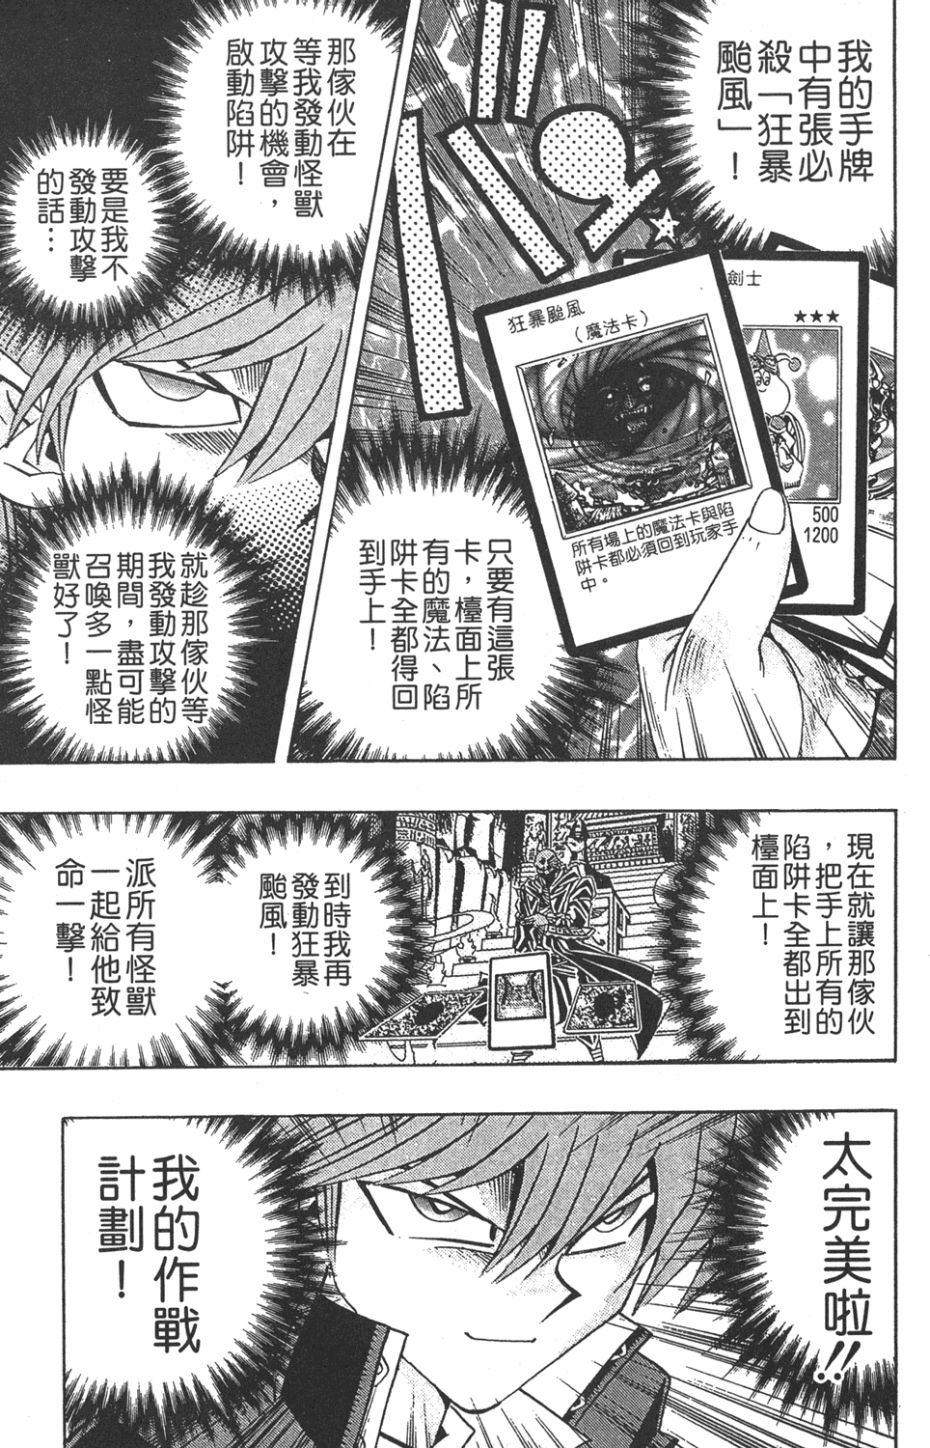 我的手牌
中有張必
殺「狂暴
颱風」！
劍士
★★★
500
1200
狂暴颱風
（魔法卡）
所有場上的魔法卡與陷
阱卡都必須回到玩家手
中。
只要有這張
卡，檯面上所
有的魔法、陷
阱卡全都得回
到手上！
那傢伙在
等我發動怪獸
攻擊的機會，
啟動陷阱！
要是我不
發動攻擊
的話…
就趁那傢伙等
我發動攻擊的
期間，盡可能
召喚多一點怪
獸好了！
バババッ
現在就讓那傢伙
，把手上所有的
陷阱卡全都出到
檯面上！
到時我再
發動狂暴
颱風！
派所有怪獸
一起給他致
命一擊！
太完美啦!!
我的作戰
計劃！